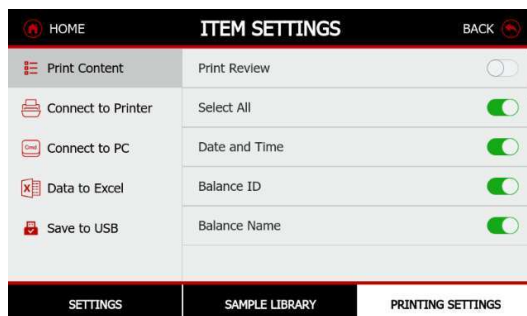 HOME
ITEM SETTINGS
BACK
Print Content
Connect to Printer
Cmd
Connect to PC
X
Data to Excel
Save to USB
Print Review
Select All
Date and Time
Balance ID
Balance Name
SETTINGS
SAMPLE LIBRARY
PRINTING SETTINGS